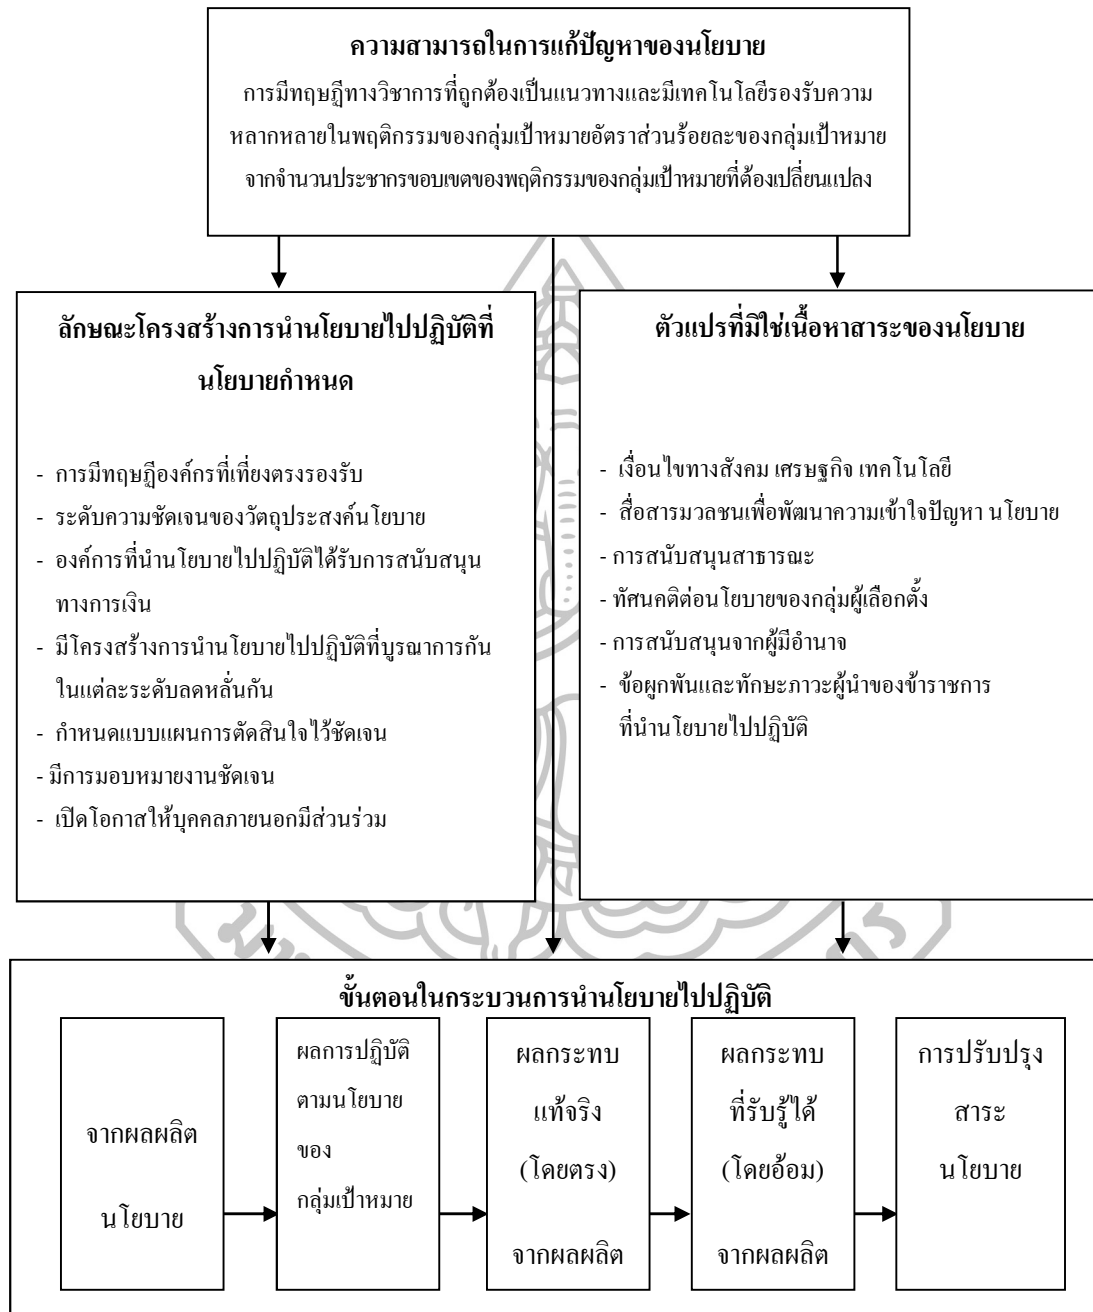 ความสามารถในการแก้ปัญหาของนโยบาย
การมีทฤษฎีทางวิชาการที่ถูกต้องเป็นแนวทางและมีเทคโนโลยีรองรับความ
หลากหลายในพฤติกรรมของกลุ่มเป้าหมายอัตราส่วนร้อยละของกลุ่มเป้าหมาย
จากจำนวนประชากรขอบเขตของพฤติกรรมของกลุ่มเป้าหมายที่ต้องเปลี่ยนแปลง
ลักษณะโครงสร้างการนำนโยบายไปปฏิบัติที่
นโยบายกำหนด
- การมีทฤษฎีองค์กรที่เที่ยงตรงรองรับ
- ระดับความชัดเจนของวัตถุประสงค์นโยบาย
- องค์การที่นำนโยบายไปปฏิบัติได้รับการสนับสนุน
ทางการเงิน
- มีโครงสร้างการนำนโยบายไปปฏิบัติที่บูรณาการกัน
ในแต่ละระดับลดหลั่นกัน
- กำหนดแบบแผนการตัดสินใจไว้ชัดเจน
- มีการมอบหมายงานชัดเจน
- เปิดโอกาสให้บุคคลภายนอกมีส่วนร่วม
ตัวแปรที่มิใช่เนื้อหาสาระของนโยบาย
- เงื่อนไขทางสังคม เศรษฐกิจ เทคโนโลยี
- สื่อสารมวลชนเพื่อพัฒนาความเข้าใจปัญหา นโยบาย
- การสนับสนุนสาธารณะ
- ทัศนคติต่อนโยบายของกลุ่มผู้เลือกตั้ง
- การสนับสนุนจากผู้มีอำนาจ
- ข้อผูกพันและทักษะภาวะผู้นำของข้าราชการ
ที่นำนโยบายไปปฏิบัติ
ขั้นตอนในกระบวนการนำนโยบายไปปฏิบัติ
จากผลผลิต
นโยบาย
ผลการปฏิบัติ
ตามนโยบาย
ของ
กลุ่มเป้าหมาย
ผลกระทบ
แท้จริง
(โดยตรง)
จากผลผลิต
ผลกระทบ
ที่รับรู้ได้
(โดยอ้อม)
จากผลผลิต
การปรับปรุง
สาระ
นโยบาย